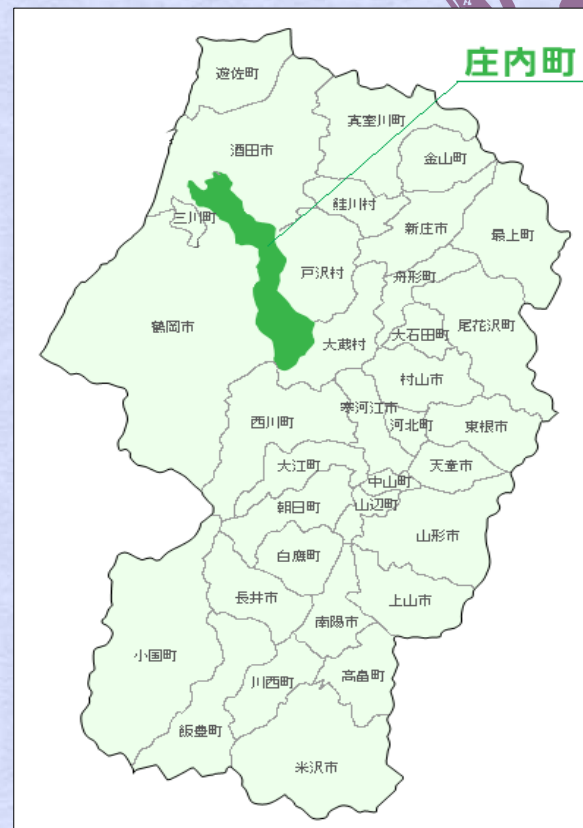 庄内町
遊佐町
真室川町
酒田市
金山町
鮭川村
三川町
新庄市
最上町
戸沢村
舟形町
鶴岡市
大蔵村
大石田町
尾花沢町
村山市
寒河江市
西川町
河北町
東根市
大江町
天童市
中山町
朝日町
山辺町
山形市
白鷹町
長井市
上山市
南陽市
小国町
高畠町
川西町
飯豊町
米沢市